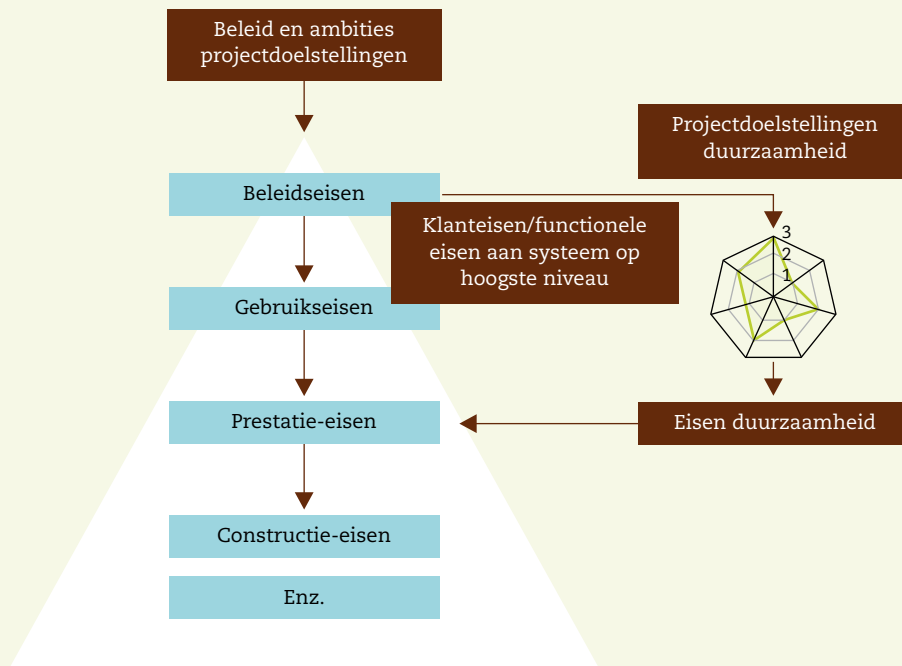 Beleid en ambities
projectdoelstellingen
Projectdoelstellingen
duurzaamheid
Beleidseisen
Klanteisen/functionele
eisen aan systeem op
hoogste niveau
3
2
1
Gebruikseisen
Prestatie-eisen
Eisen duurzaamheid
Constructie-eisen
Enz.